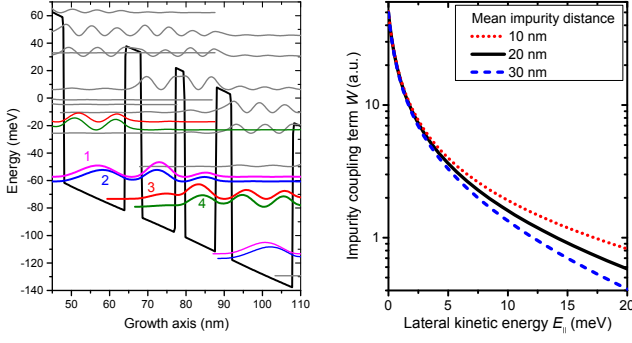 60
40
20
0
-20
-40
-60
-80
-100
-120
-140
Energy (meV)
1
2
3
4
50 60 70 80 90 100 110
Growth axis (nm)
Impurity coupling term W (a.u.)
10
1
Mean impurity distance
10 nm
20 nm
30 nm
0 5 10 15 20
Lateral kinetic energy E|| (meV)